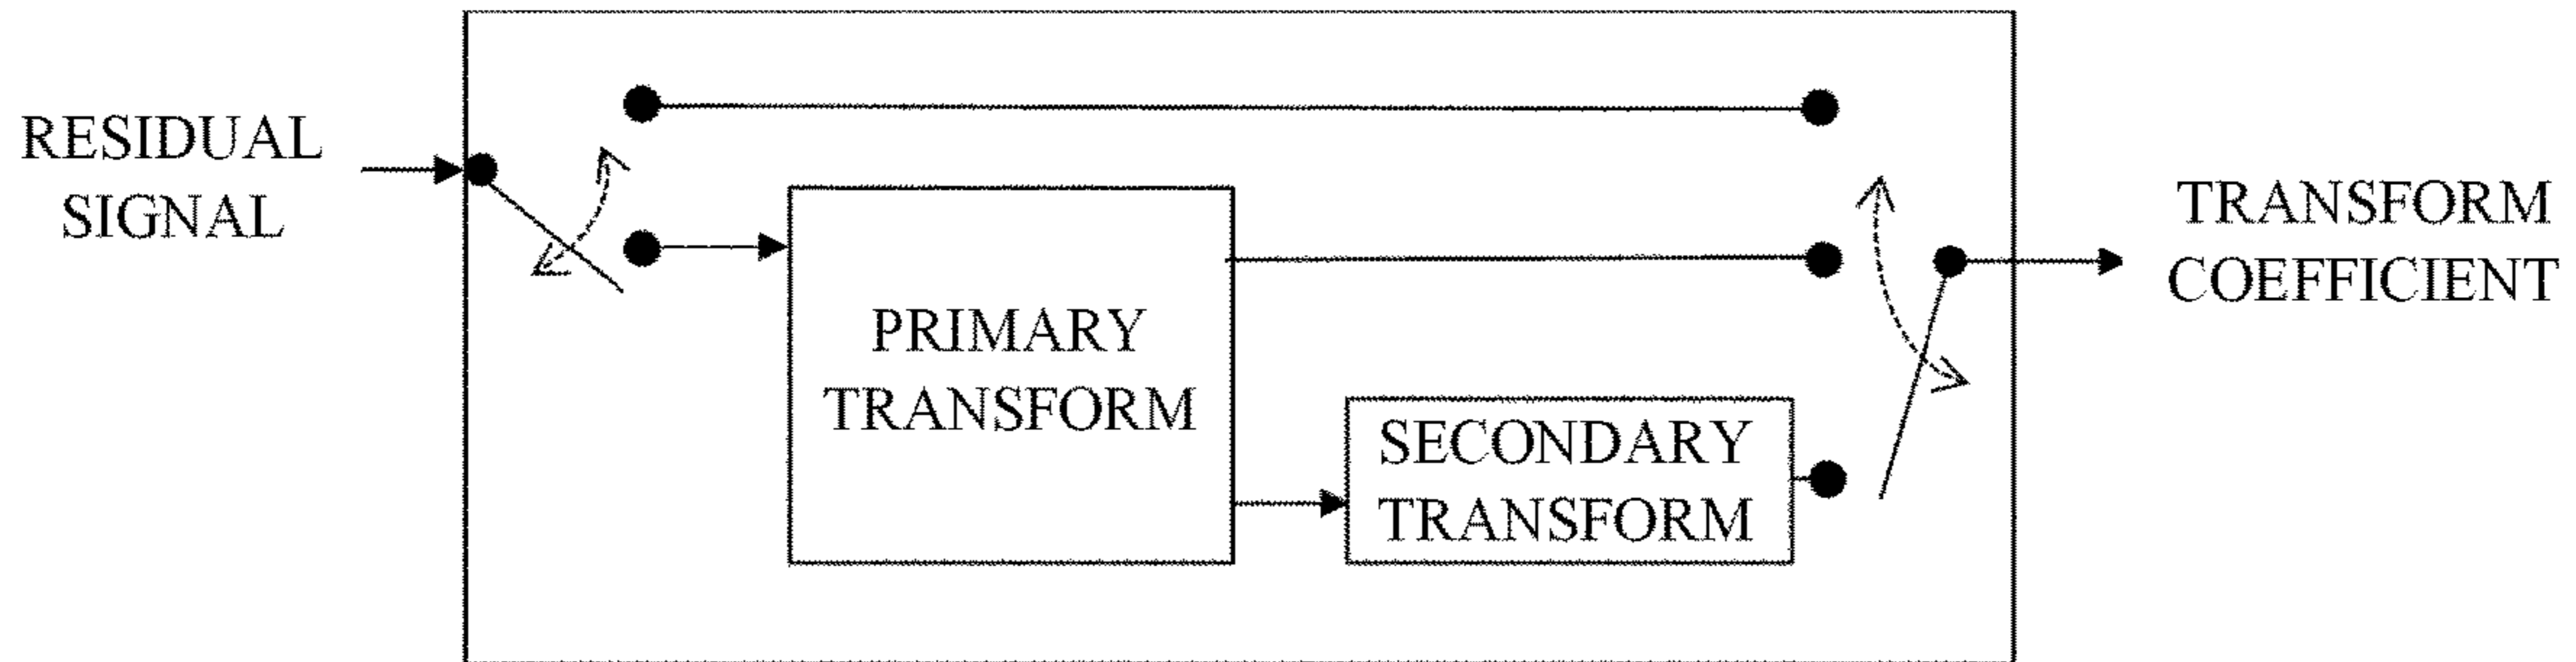 RESIDUAL
SIGNAL
PRIMARY
TRANSFORM
SECONDARY
TRANSFORM
TRANSFORM
COEFFICIENT